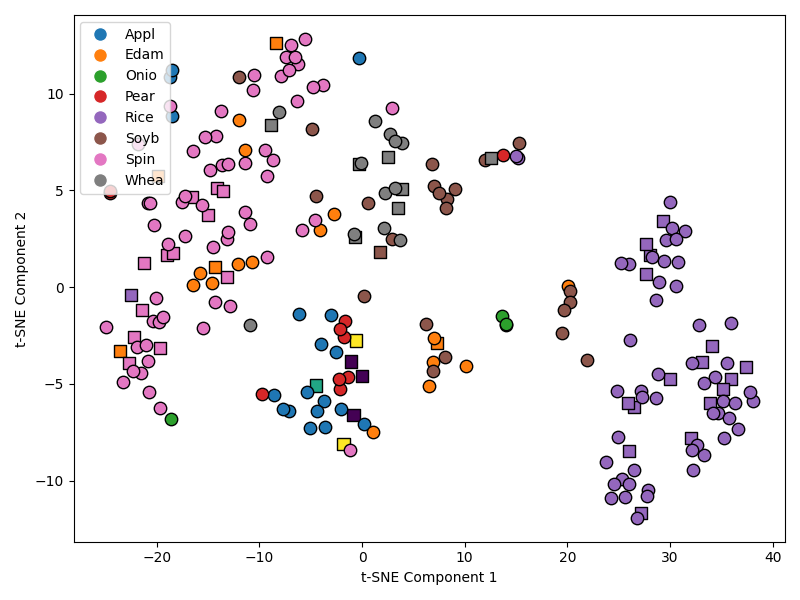 Appl
Edam
Onio
Pear
Rice
Soyb
Spin
Whea
10
5
0
−5
−10
−20
−10
0
10
20
30
40
t-SNE Component 1
t-SNE Component 2